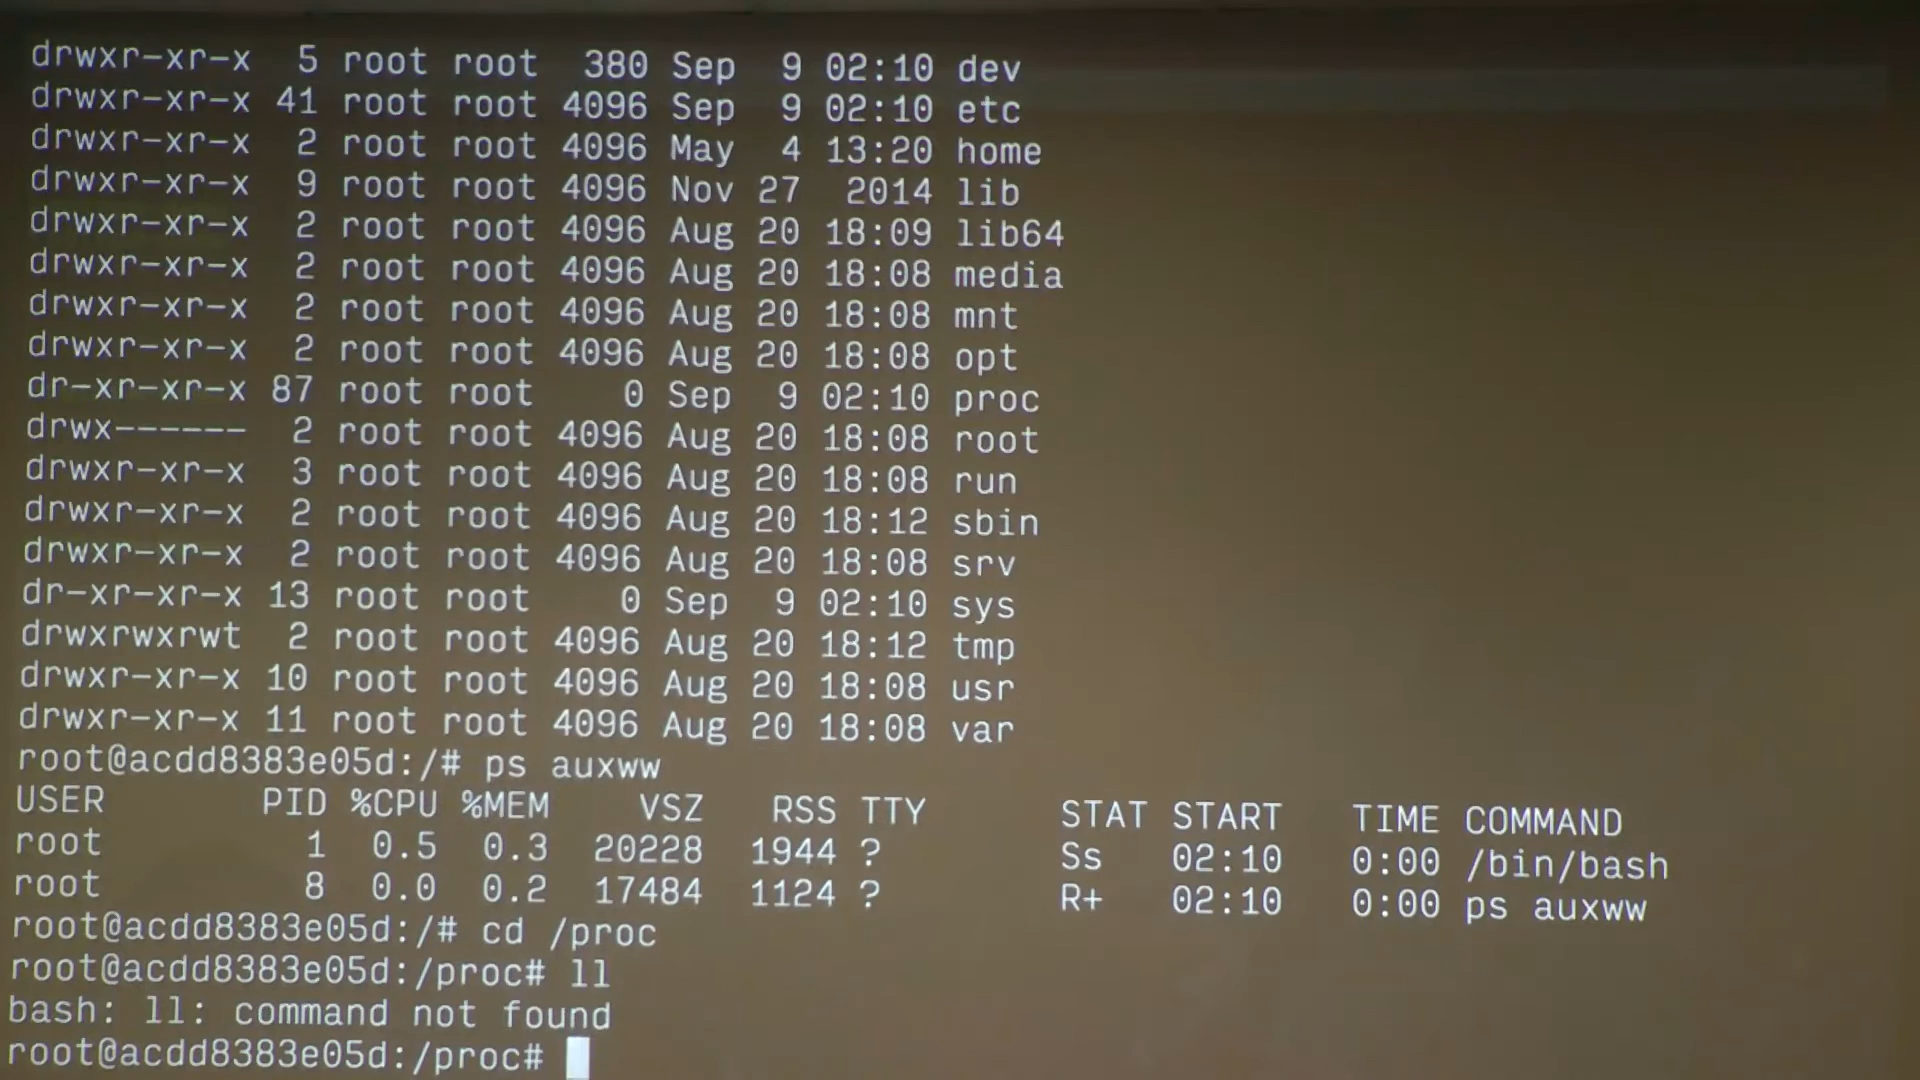 drwxr-xr-x  5 root root  380 Sep  9 02:10 dev
drwxr-xr-x 41 root root 4096 Sep  9 02:10 etc
drwxr-xr-x  2 root root 4096 May  4 13:20 home
drwxr-xr-x  9 root root 4096 Nov 27  2014 lib
drwxr-xr-x  2 root root 4096 Aug 20 18:09 lib64
drwxr-xr-x  2 root root 4096 Aug 20 18:08 media
drwxr-xr-x  2 root root 4096 Aug 20 18:08 mnt
drwxr-xr-x  2 root root 4096 Aug 20 18:08 opt
dr-xr-xr-x 87 root root    0 Sep  9 02:10 proc
drwx------  2 root root 4096 Aug 20 18:08 root
drwxr-xr-x  3 root root 4096 Aug 20 18:08 run
drwxr-xr-x  2 root root 4096 Aug 20 18:12 sbin
drwxr-xr-x  2 root root 4096 Aug 20 18:08 srv
dr-xr-xr-x 13 root root    0 Sep  9 02:10 sys
drwxrwxrwt  2 root root 4096 Aug 20 18:12 tmp
drwxr-xr-x 10 root root 4096 Aug 20 18:08 usr
drwxr-xr-x 11 root root 4096 Aug 20 18:08 var
root@acdd8383e05d:/# ps auxww
USER       PID %CPU %MEM    VSZ   RSS TTY      STAT START   TIME COMMAND
root         1  0.5  0.3  20228  1944 ?        Ss   02:10   0:00 /bin/bash
root         8  0.0  0.2  17484  1124 ?        R+   02:10   0:00 ps auxww
root@acdd8383e05d:/# cd /proc
root@acdd8383e05d:/proc# ll
bash: ll: command not found
root@acdd8383e05d:/proc#